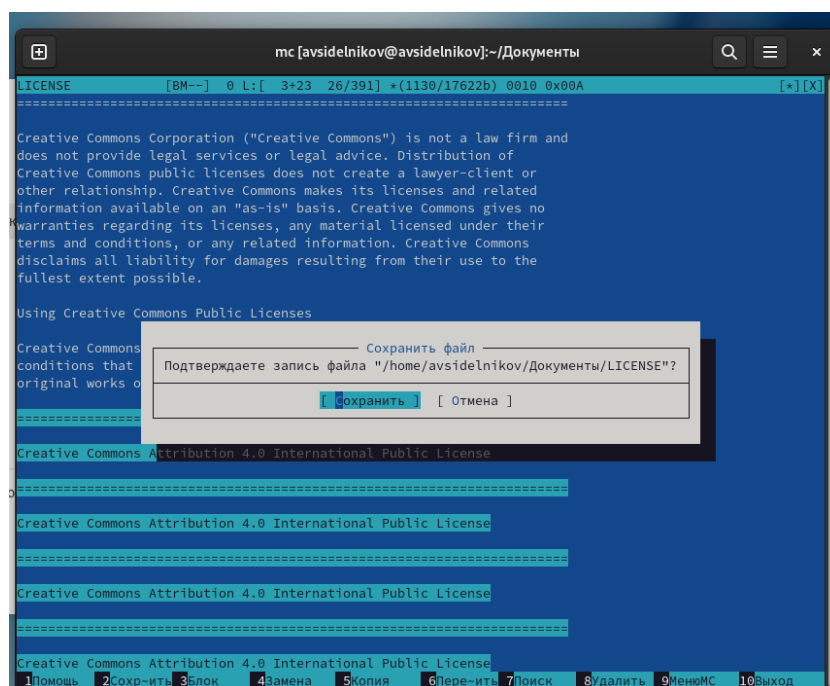 mc [avsidelnikov@avsidelnikov]:~/Документы
LICENSE [BM--] 0 L:[ 3+23 26/391] *(1130/17622b) 0010 0x00A [*][X]
=======================================================================
Creative Commons Corporation ("Creative Commons") is not a law firm and
does not provide legal services or legal advice. Distribution of
Creative Commons public licenses does not create a lawyer-client or
other relationship. Creative Commons makes its licenses and related
information available on an "as-is" basis. Creative Commons gives no
warranties regarding its licenses, any material licensed under their
terms and conditions, or any related information. Creative Commons
disclaims all liability for damages resulting from their use to the
fullest extent possible.
Using Creative Commons Public Licenses
Creative Commons
conditions that
original works o
Сохранить файл
Подтверждаете запись файла "/home/avsidelnikov/Документы/LICENSE"?
[ Сохранить ] [ Отмена ]
================
Creative Commons Attribution 4.0 International Public License
=======================================================================
Creative Commons Attribution 4.0 International Public License
=======================================================================
Creative Commons Attribution 4.0 International Public License
=======================================================================
Creative Commons Attribution 4.0 International Public License
1Помощь 2Сохр~ить 3Блок 4Замена 5Копия 6Пере~ить 7Поиск 8Удалить 9МенюМС 10Выход